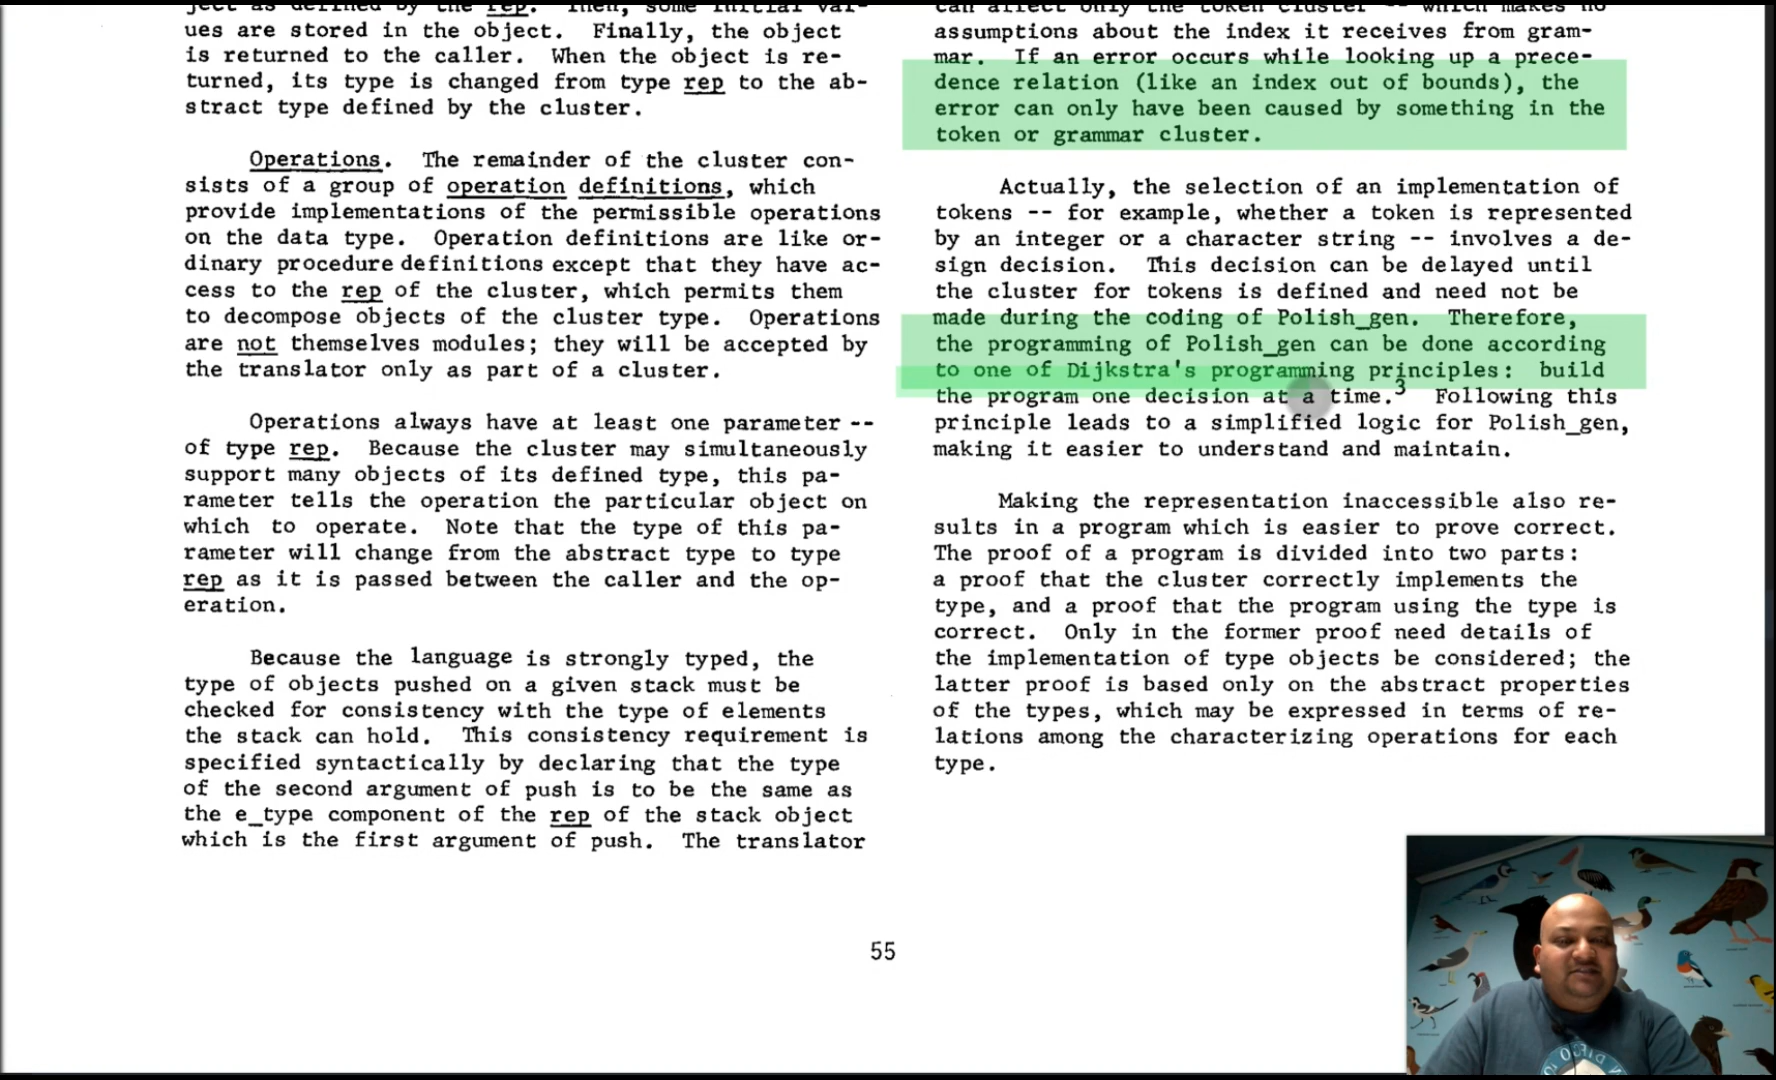 ject as defined by the rep. Then, some initial val-
ues are stored in the object. Finally, the object
is returned to the caller. When the object is re-
turned, its type is changed from type rep to the ab-
stract type defined by the cluster.
Operations. The remainder of the cluster con-
sists of a group of operation definitions, which
provide implementations of the permissible operations
on the data type. Operation definitions are like or-
dinary procedure definitions except that they have ac-
cess to the rep of the cluster, which permits them
to decompose objects of the cluster type. Operations
are not themselves modules; they will be accepted by
the translator only as part of a cluster.
Operations always have at least one parameter --
of type rep. Because the cluster may simultaneously
support many objects of its defined type, this pa-
rameter tells the operation the particular object on
which to operate. Note that the type of this pa-
rameter will change from the abstract type to type
rep as it is passed between the caller and the op-
eration.
Because the language is strongly typed, the
type of objects pushed on a given stack must be
checked for consistency with the type of elements
the stack can hold. This consistency requirement is
specified syntactically by declaring that the type
of the second argument of push is to be the same as
the e_type component of the rep of the stack object
which is the first argument of push. The translator
can affect only the token cluster -- which makes no
assumptions about the index it receives from gram-
mar. If an error occurs while looking up a prece-
dence relation (like an index out of bounds), the
error can only have been caused by something in the
token or grammar cluster.
Actually, the selection of an implementation of
tokens -- for example, whether a token is represented
by an integer or a character string -- involves a de-
sign decision. This decision can be delayed until
the cluster for tokens is defined and need not be
made during the coding of Polish_gen. Therefore,
the programming of Polish_gen can be done according
to one of Dijkstra's programming principles: build
the program one decision at a time.3 Following this
principle leads to a simplified logic for Polish_gen,
making it easier to understand and maintain.
Making the representation inaccessible also re-
sults in a program which is easier to prove correct.
The proof of a program is divided into two parts:
a proof that the cluster correctly implements the
type, and a proof that the program using the type is
correct. Only in the former proof need details of
the implementation of type objects be considered; the
latter proof is based only on the abstract properties
of the types, which may be expressed in terms of re-
lations among the characterizing operations for each
type.
55